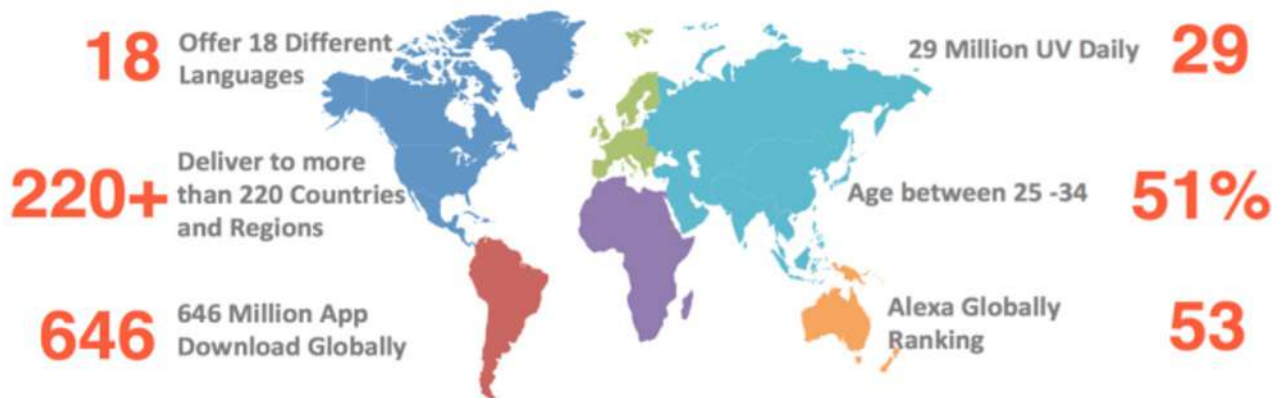 18
Offer 18 Different
Languages
220+
Deliver to more
than 220 Countries
and Regions
646
646 Million App
Download Globally
29 Million UV Daily
29
Age between 25 -34
51%
Alexa Globally
Ranking
53